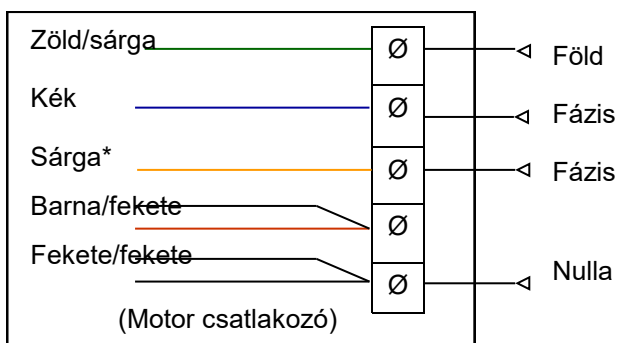 Zöld/sárga Ø Föld
Kék Ø Fázis
Sárga* Ø Fázis
Barna/fekete Ø
Fekete/fekete Ø Nulla
(Motor csatlakozó)